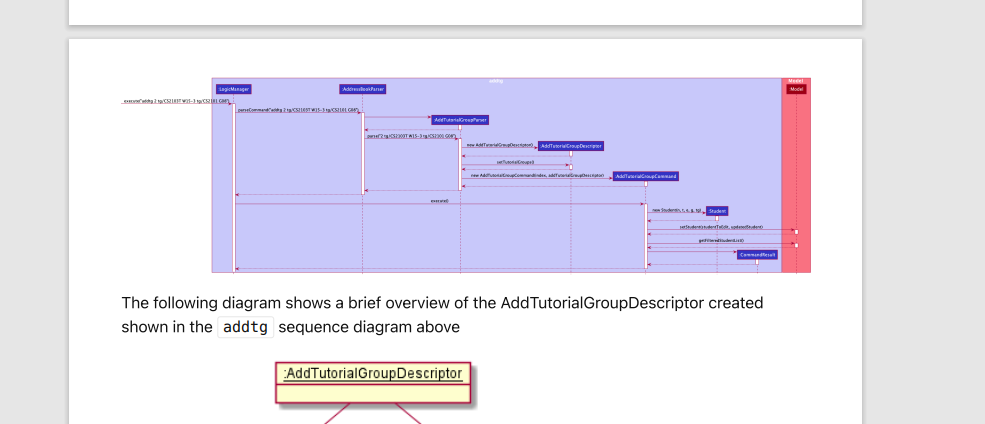 addtg
Model
LogicManager
AddressBookParser
Model
execute("addtg 2 tg/CS2103T W15-3 tg/CS2101 G08")
parseCommand("addtg 2 tg/CS2103T W15-3 tg/CS2101 G08")
AddTutorialGroupParser
parse("2 tg/CS2103T W15-3 tg/CS2101 G08")
new AddTutorialGroupDescriptor()
:AddTutorialGroupDescriptor
setTutorialGroups()
new AddTutorialGroupCommand(index, addTutorialGroupDescriptor)
:AddTutorialGroupCommand
execute()
new Student(n, t, s, g, tg)
:Student
setStudent(studentToEdit, updatedStudent)
getFilteredStudentList()
:CommandResult
The following diagram shows a brief overview of the AddTutorialGroupDescriptor created
shown in the addtg sequence diagram above
:AddTutorialGroupDescriptor